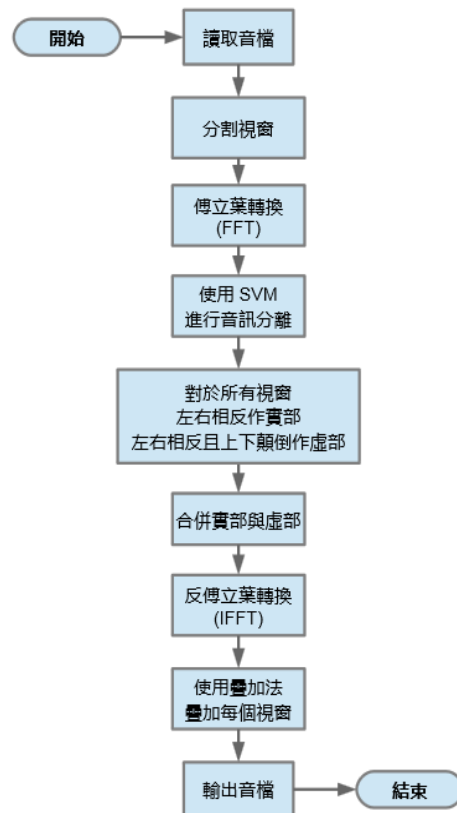 開始
讀取音檔
分割視窗
傅立葉轉換
(FFT)
使用 SVM
進行音訊分離
對於所有視窗
左右相反作實部
左右相反且上下顛倒作虛部
合併實部與虛部
反傅立葉轉換
(IFFT)
使用疊加法
疊加每個視窗
輸出音檔
結束